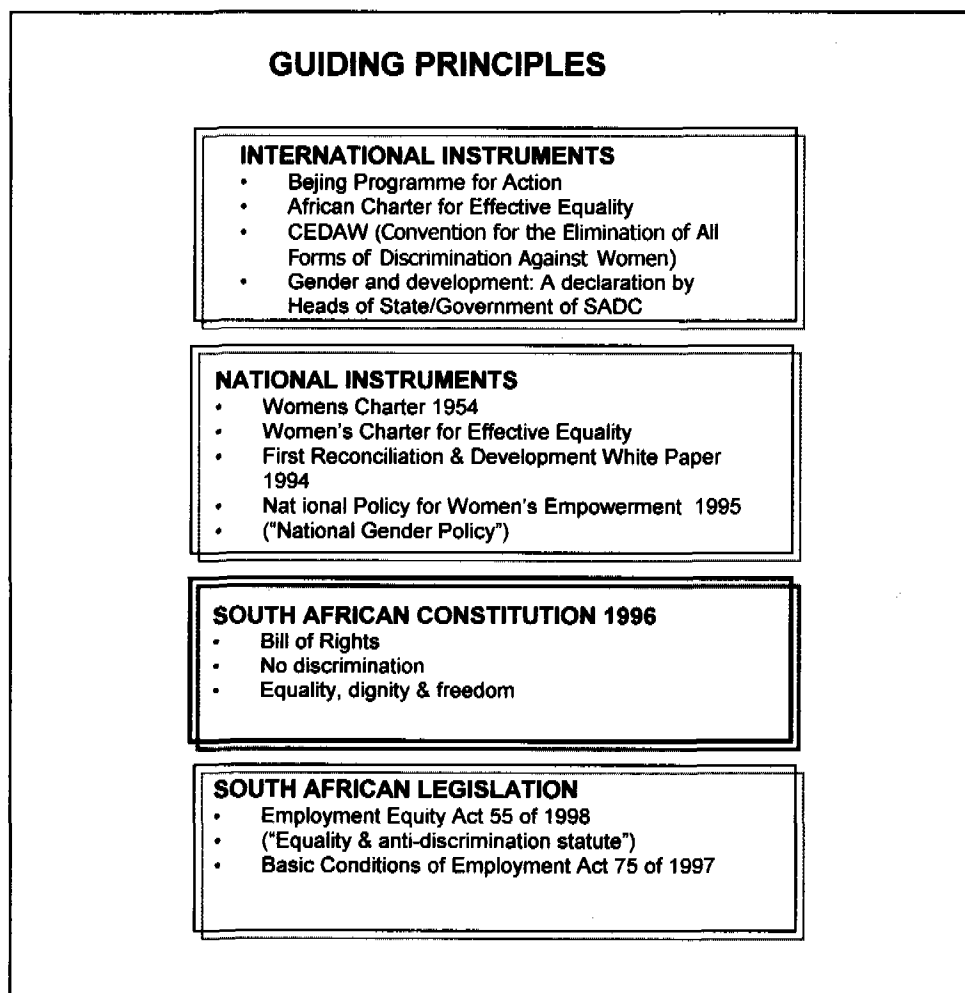 GUIDING PRINCIPLES
INTERNATIONAL INSTRUMENTS
• Bejing Programme for Action
• African Charter for Effective Equality
• CEDAW (Convention for the Elimination of All
Forms of Discrimination Against Women)
• Gender and development: A declaration by
Heads of State/Government of SADC
NATIONAL INSTRUMENTS
• Womens Charter 1954
• Women's Charter for Effective Equality
• First Reconciliation & Development White Paper
1994
• Nat ional Policy for Women's Empowerment 1995
• ("National Gender Policy")
SOUTH AFRICAN CONSTITUTION 1996
• Bill of Rights
• No discrimination
• Equality, dignity & freedom
SOUTH AFRICAN LEGISLATION
• Employment Equity Act 55 of 1998
• ("Equality & anti-discrimination statute")
• Basic Conditions of Employment Act 75 of 1997